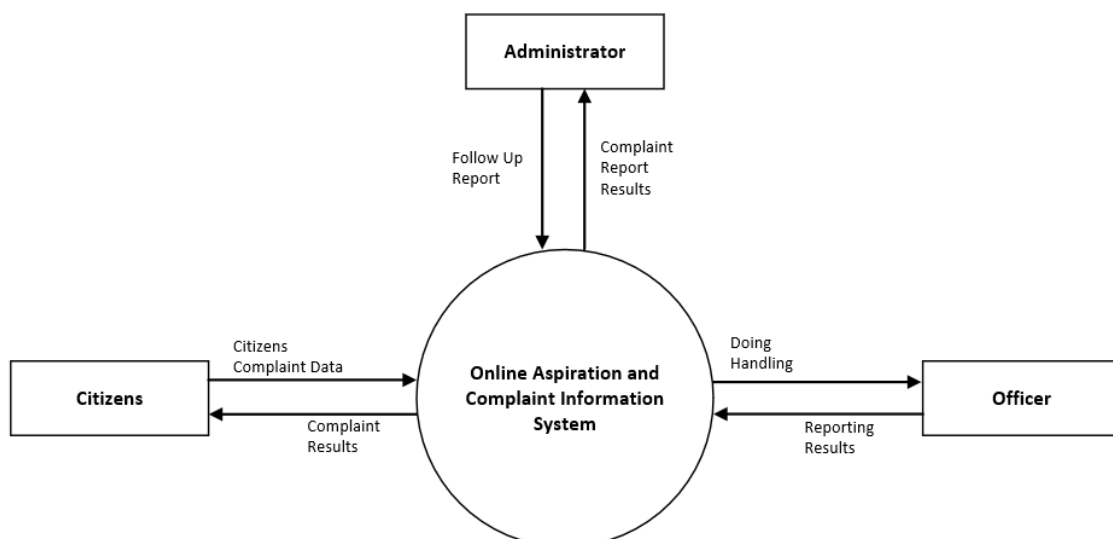 Administrator
Follow Up
Report
Complaint
Report
Results
Citizens
Complaint Data
Doing
Handling
Citizens
Online Aspiration and
Complaint Information
System
Officer
Complaint
Results
Reporting
Results